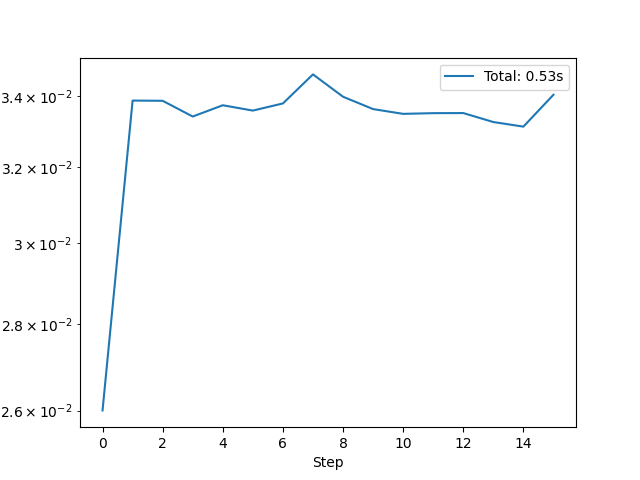 Total: 0.53s
3.4 × 10⁻²
3.2 × 10⁻²
3 × 10⁻²
2.8 × 10⁻²
2.6 × 10⁻²
0 2 4 6 8 10 12 14
Step